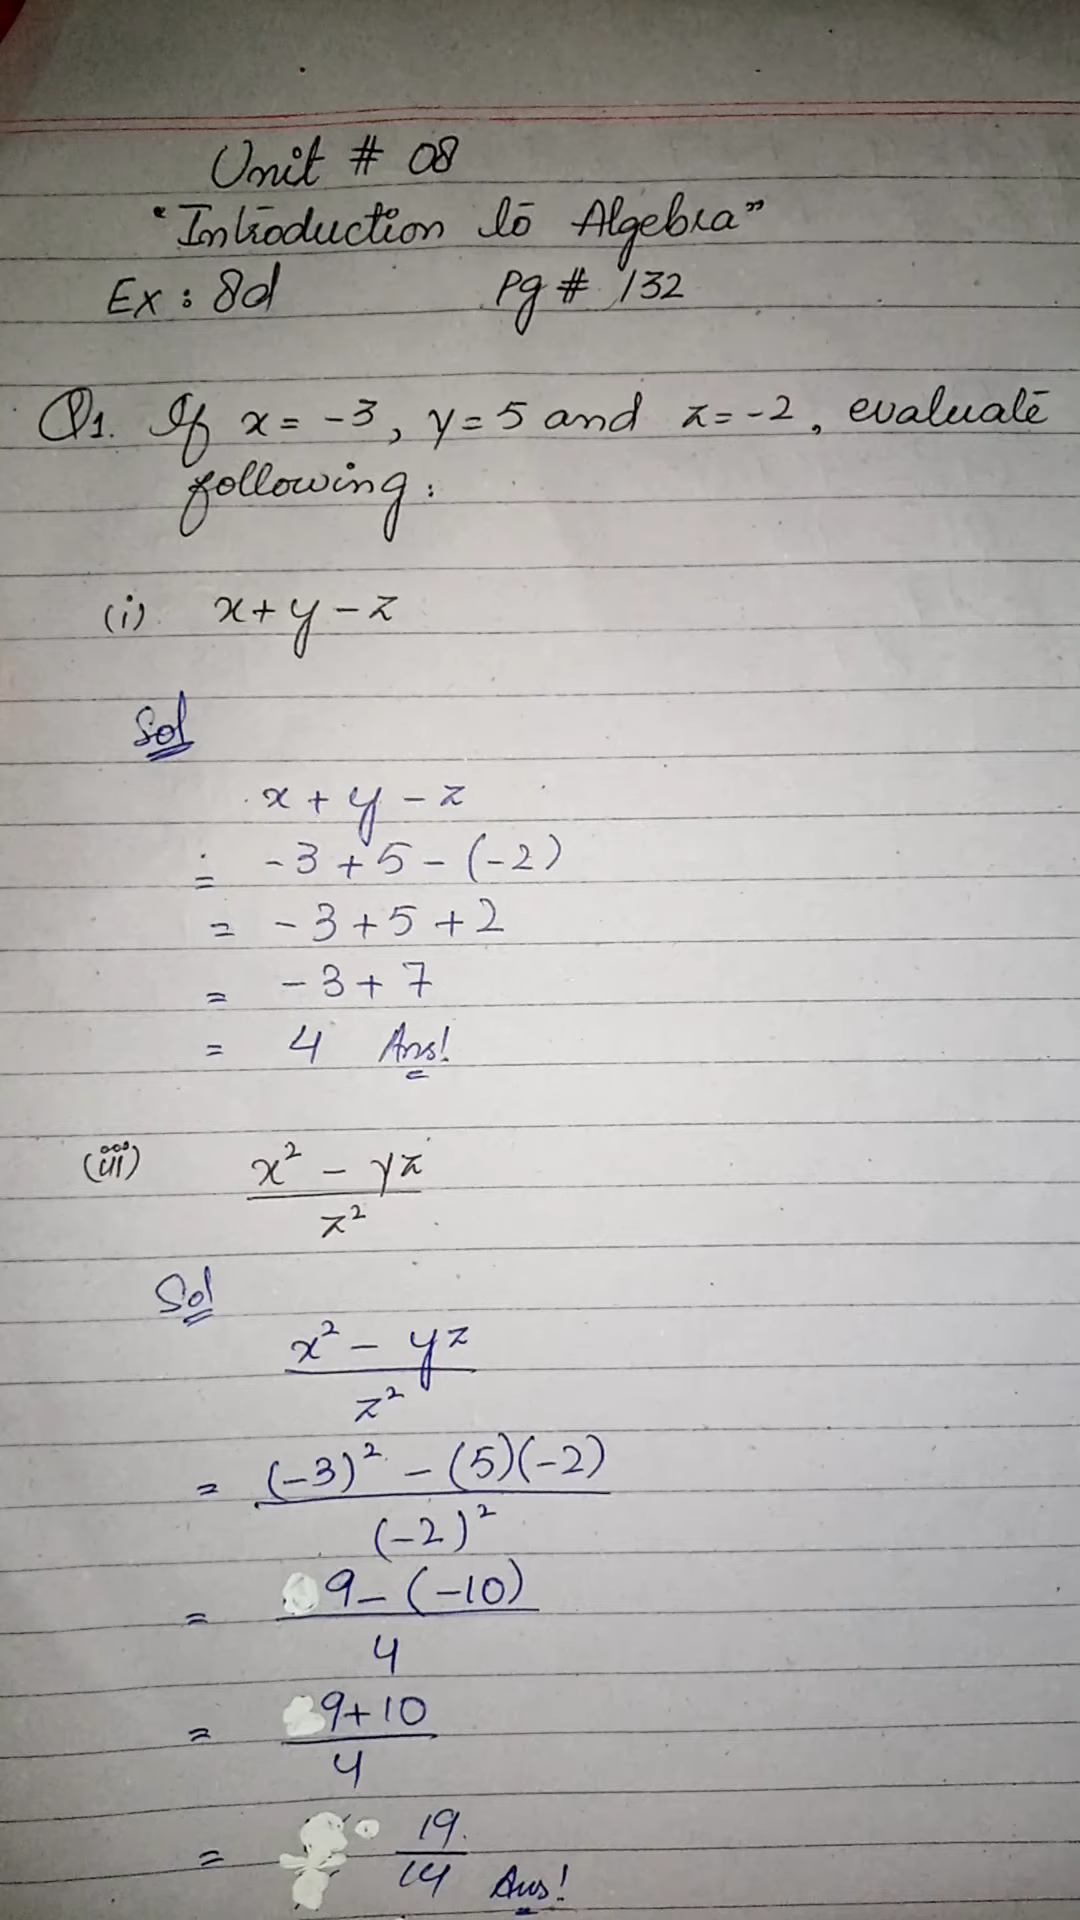 Unit # 08
"Introduction to Algebra"
Ex: 8d Pg # 132
Q1. If x = -3, y = 5 and z = -2, evaluate
following:
(i) x + y - z
Sol
x + y - z
= -3 + 5 - (-2)
= -3 + 5 + 2
= -3 + 7
= 4 Ans!
(iii) x² - yz
z²
Sol
x² - yz
z²
= (-3)² - (5)(-2)
(-2)²
= 9 - (-10)
4
= 9 + 10
4
= 19
14 Ans!